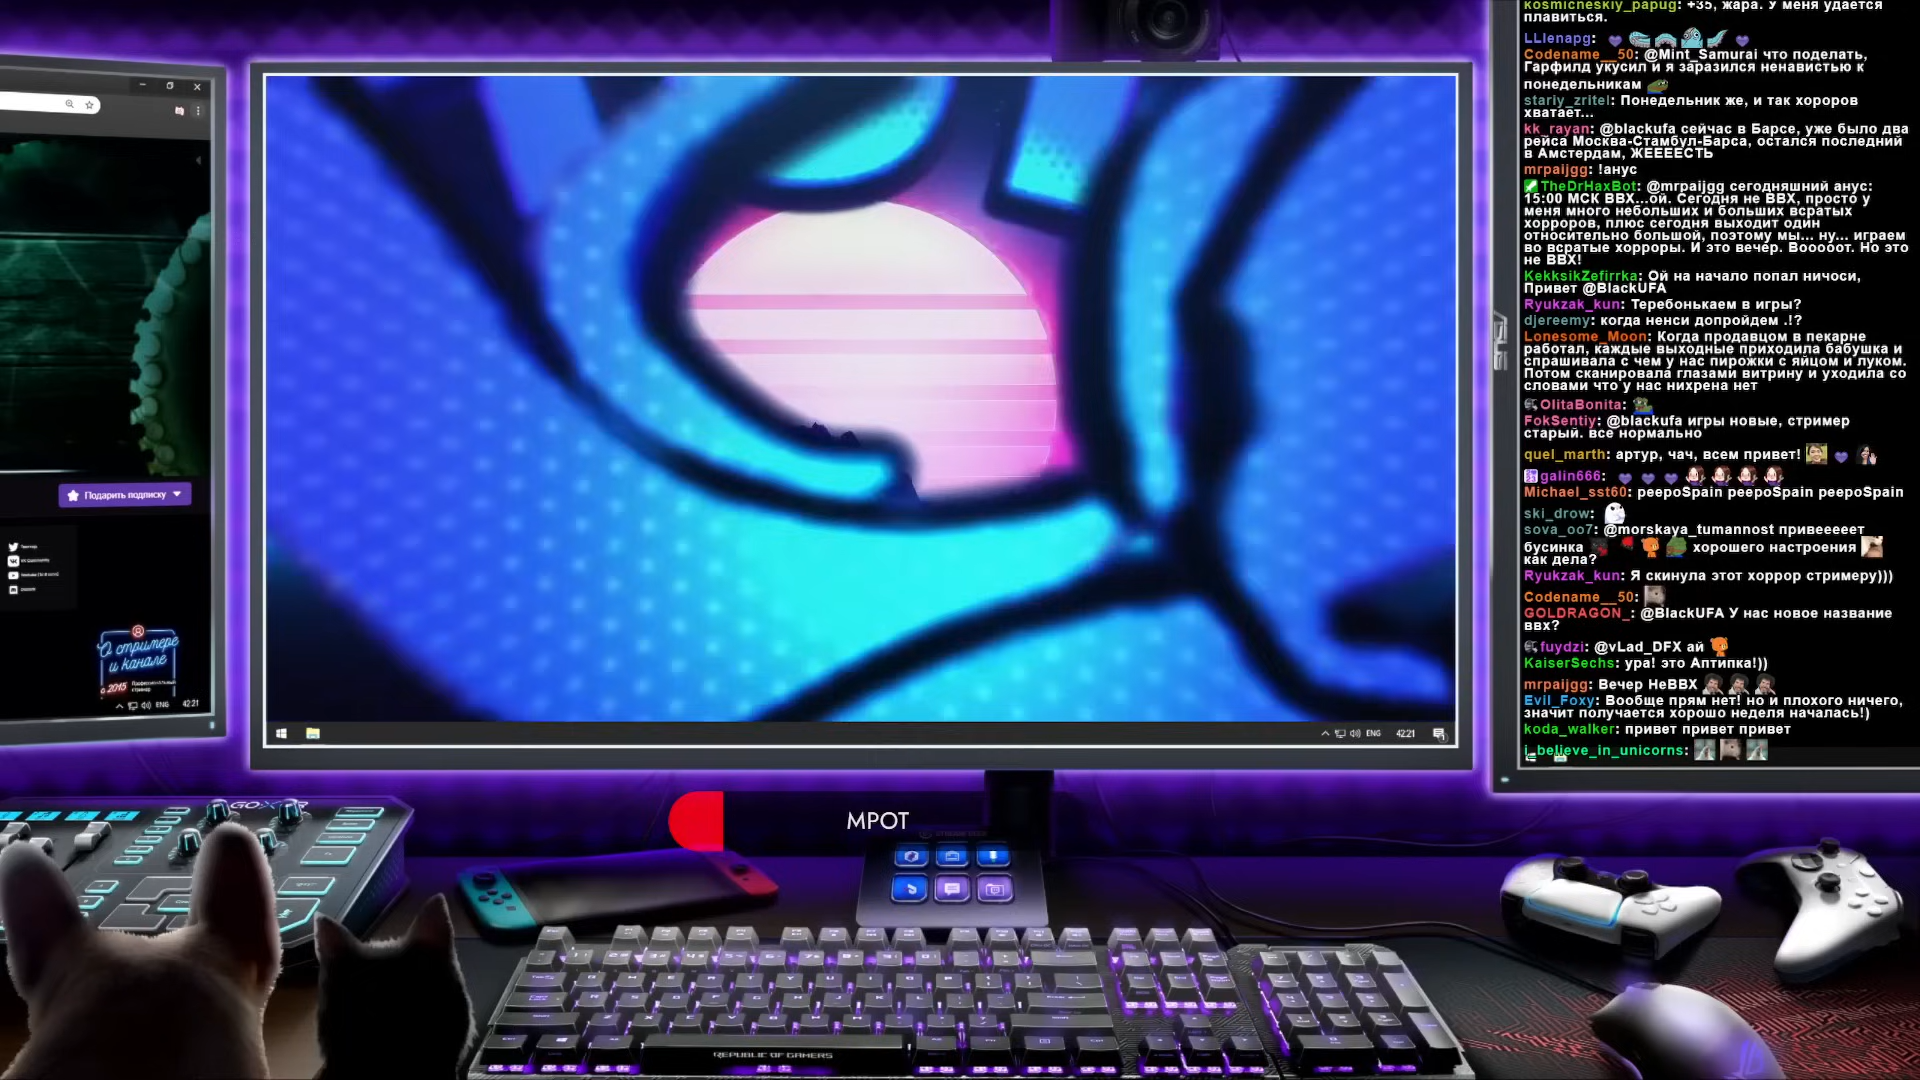 Подарить подписку
О стримере
и канале
с 2015
Профессиональный
стример
ENG
42:21
ENG
42:21
МРОТ
GOXLR
REPUBLIC OF GAMERS
kosmicheskiy_papug: +35, жара. У меня удается
плавиться.
LLlenapg:
Codename__50: @Mint_Samurai что поделать,
Гарфилд укусил и я заразился ненавистью к
понедельникам
stariy_zritel: Понедельник же, и так хороров
хватает...
kk_rayan: @blackufa сейчас в Барсе, уже было два
рейса Москва-Стамбул-Барса, остался последний
в Амстердам, ЖЕЕЕЕСТЬ
mrpaijgg: !анус
TheDrHaxBot: @mrpaijgg сегодняшний анус:
15:00 МСК ВВХ...ой. Сегодня не ВВХ, просто у
меня много небольших и больших всратых
хорроров, плюс сегодня выходит один
относительно большой, поэтому мы... ну... играем
во всратые хорроры. И это вечер. Вооооот. Но это
не ВВХ!
KekksikZefirrka: Ой на начало попал ничоси,
Привет @BlackUFA
Ryukzak_kun: Теребонькаем в игры?
djereemy: когда ненси допройдем .!?
Lonesome_Moon: Когда продавцом в пекарне
работал, каждые выходные приходила бабушка и
спрашивала с чем у нас пирожки с яйцом и луком.
Потом сканировала глазами витрину и уходила со
словами что у нас нихрена нет
OlitaBonita:
FokSentiy: @blackufa игры новые, стример
старый. все нормально
quel_marth: артур, чач, всем привет!
galin666:
Michael_sst60: peepoSpain peepoSpain peepoSpain
ski_drow:
sova_oo7: @morskaya_tumannost привеееееет
бусинка хорошего настроения
как дела?
Ryukzak_kun: Я скинула этот хоррор стримеру)))
Codename__50:
GOLDRAGON_: @BlackUFA У нас новое название
ввх?
fuydzi: @vLad_DFX ай
KaiserSechs: ура! это Аптипка!))
mrpaijgg: Вечер НеВВХ
Evil_Foxy: Вообще прям нет! но и плохого ничего,
значит получается хорошо неделя началась!)
koda_walker: привет привет привет
i_believe_in_unicorns: